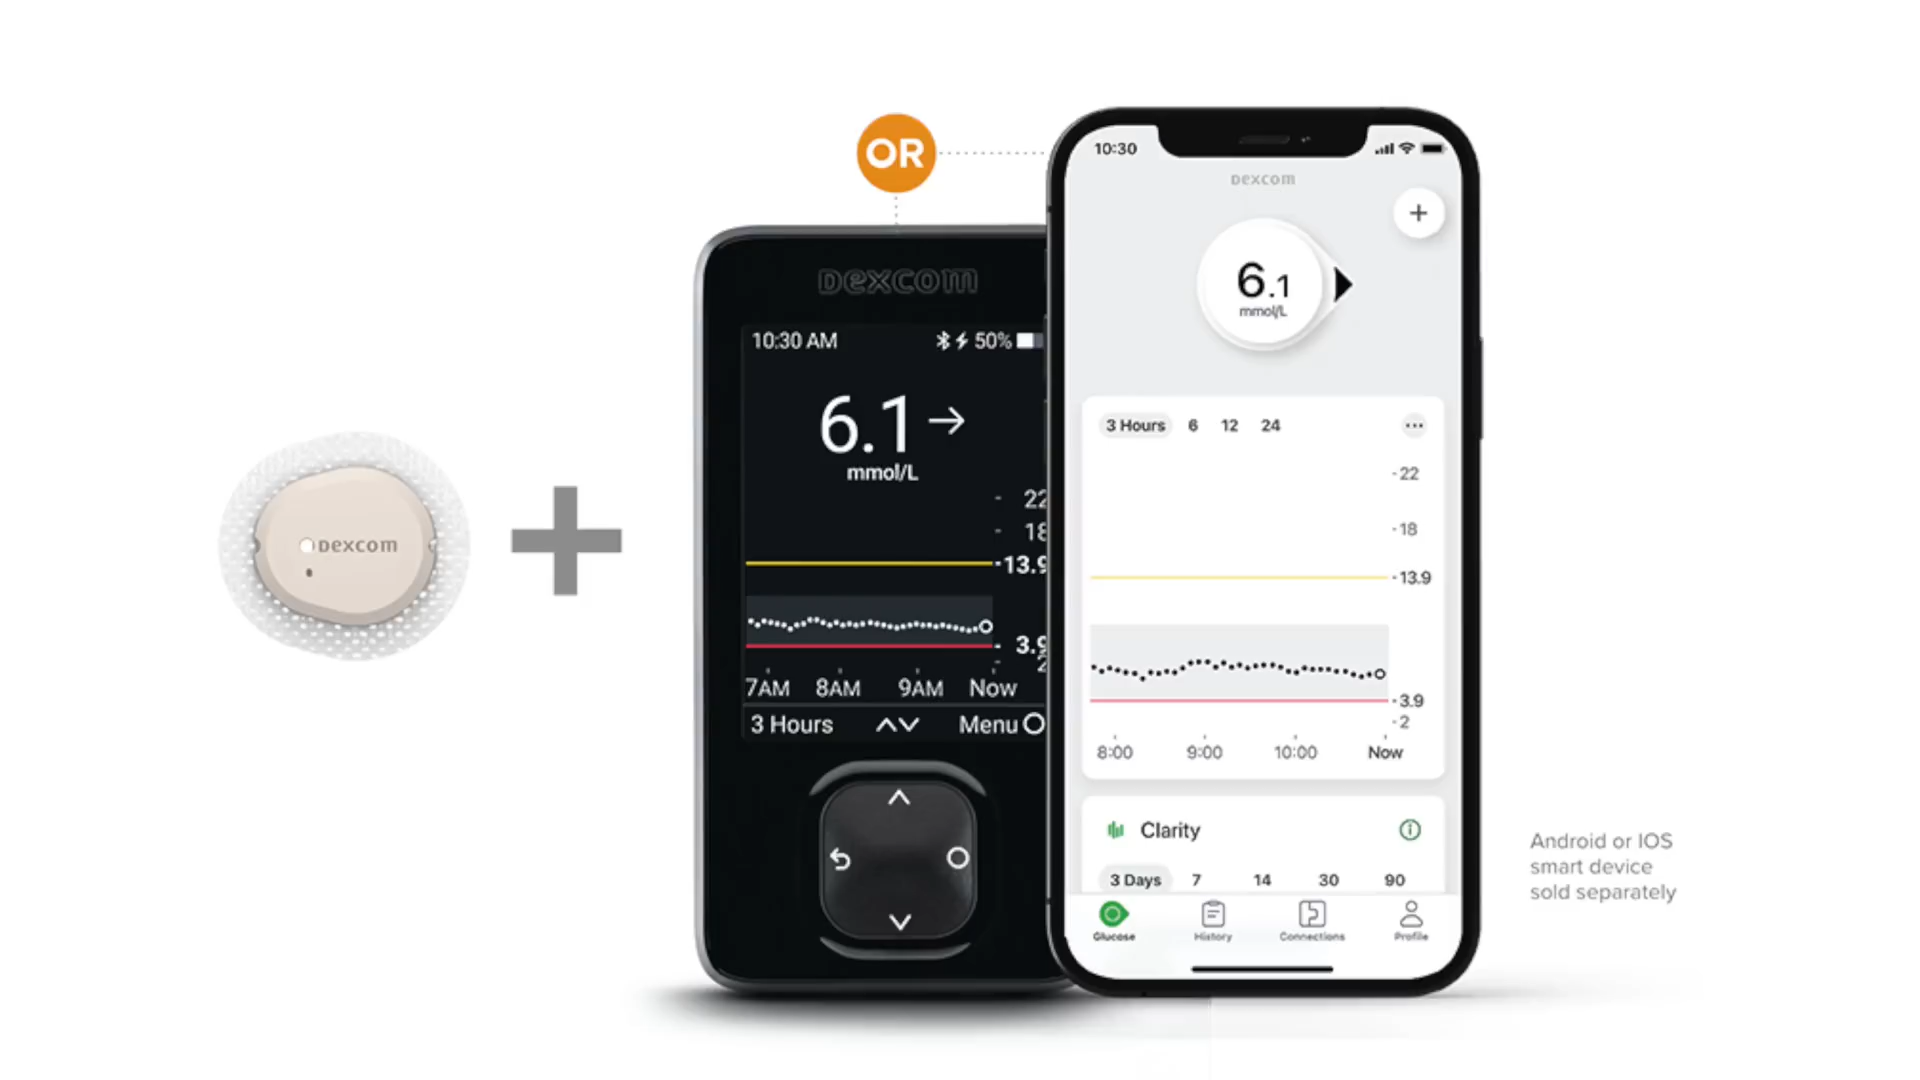 Dexcom
OR
Dexcom
10:30 AM
50%
6.1
mmol/L
13.9
7AM 8AM 9AM Now
3 Hours Menu
10:30
Dexcom
+
6.1
mmol/L
3 Hours 6 12 24
22
18
13.9
3.9
2
8:00 9:00 10:00 Now
Clarity
3 Days 7 14 30 90
Glucose History Connections Profile
Android or IOS
smart device
sold separately